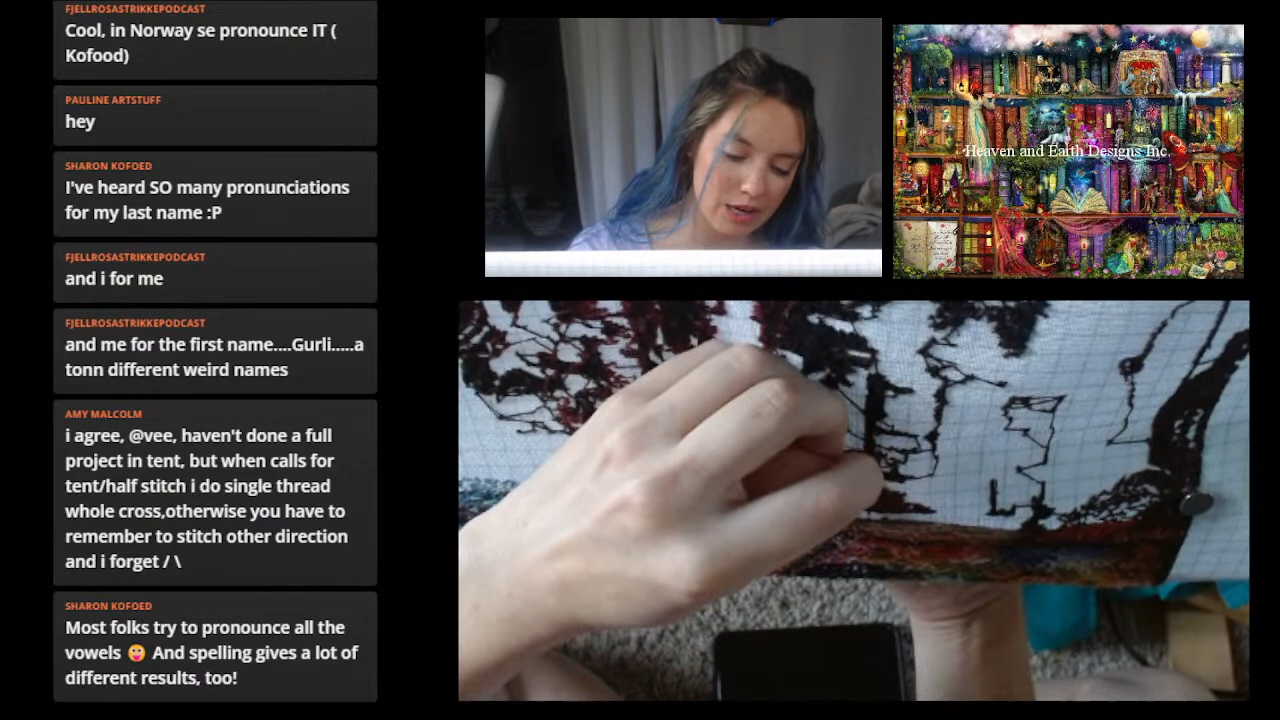 FJELLROSASTRIKKEPODCAST
Cool, in Norway se pronounce IT (
Kofood)
PAULINE ARTSTUFF
hey
SHARON KOFOED
I've heard SO many pronunciations
for my last name :P
FJELLROSASTRIKKEPODCAST
and i for me
FJELLROSASTRIKKEPODCAST
and me for the first name....Gurli.....a
tonn different weird names
AMY MALCOLM
i agree, @vee, haven't done a full
project in tent, but when calls for
tent/half stitch i do single thread
whole cross,otherwise you have to
remember to stitch other direction
and i forget / \
SHARON KOFOED
Most folks try to pronounce all the
vowels 😛 And spelling gives a lot of
different results, too!
Heaven and Earth Designs Inc.